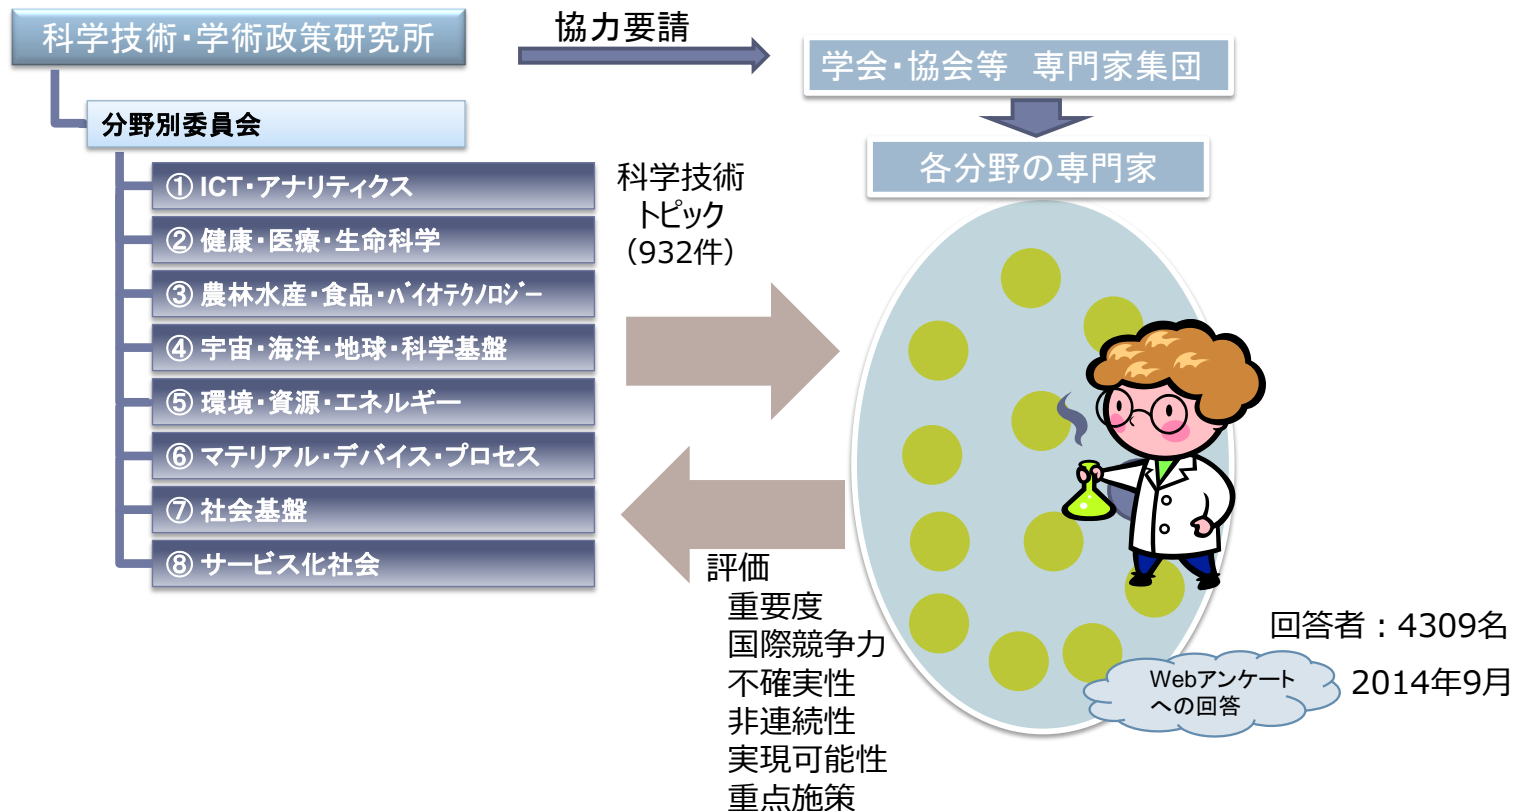 科学技術・学術政策研究所
協力要請
学会・協会等　専門家集団
分野別委員会
各分野の専門家
① ICT・アナリティクス
② 健康・医療・生命科学
③ 農林水産・食品・バイオテクノロジー
④ 宇宙・海洋・地球・科学基盤
⑤ 環境・資源・エネルギー
⑥ マテリアル・デバイス・プロセス
⑦ 社会基盤
⑧ サービス化社会
科学技術
トピック
（932件）
評価
重要度
国際競争力
不確実性
非連続性
実現可能性
重点施策
回答者：4309名
Webアンケート
への回答
2014年9月